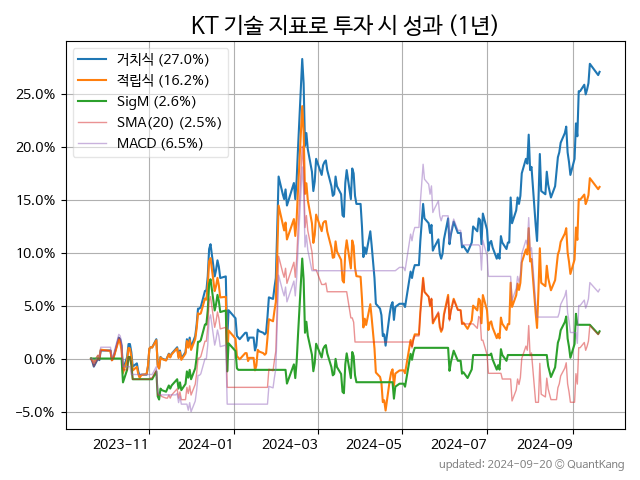 KT 기술 지표로 투자 시 성과 (1년)
거치식 (27.0%)
적립식 (16.2%)
SigM (2.6%)
SMA(20) (2.5%)
MACD (6.5%)
25.0%
20.0%
15.0%
10.0%
5.0%
0.0%
−5.0%
2023-11 2024-01 2024-03 2024-05 2024-07 2024-09
updated: 2024-09-20 © QuantKang